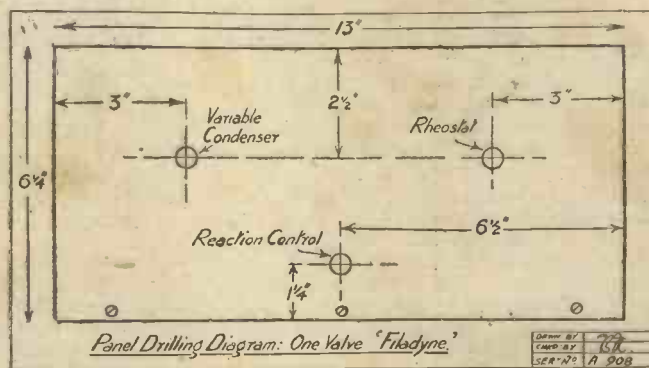 13"
3"
2½"
3"
Variable
Condenser
Rheostat
6¼"
6½"
Reaction Control
1¼"
Panel Drilling Diagram: One Valve 'Filadyne.'
DRAWN BY
CHKD BY
SER. NO A 908